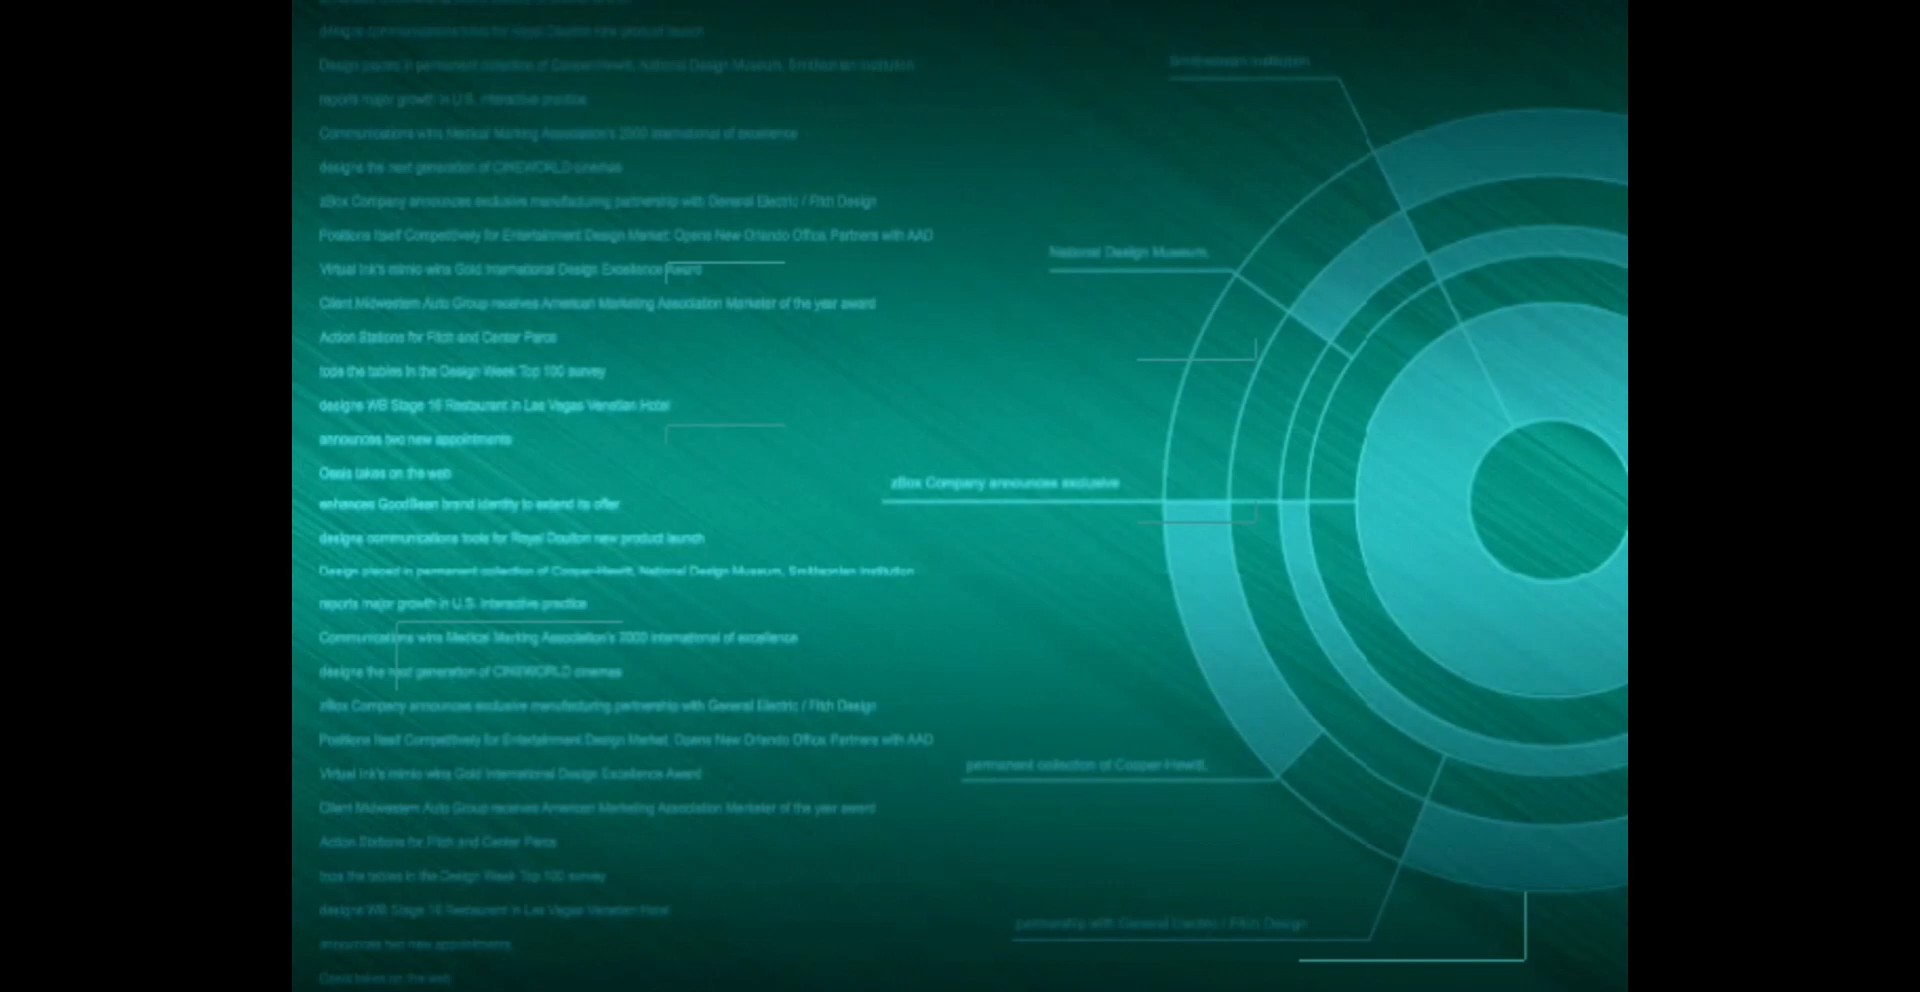 designs communications tools for Royal Doulton new product launch
Design placed in permanent collection of Cooper-Hewitt, National Design Museum, Smithsonian Institution
reports major growth in U.S. interactive practice
Communications wins Medical Marking Association's 2000 international of excellence
designs the next generation of CINEWORLD cinemas
zBox Company announces exclusive manufacturing partnership with General Electric / Fitch Design
Positions itself Competitively for Entertainment Design Market; Opens New Orlando Office, Partners with AAD
Virtual Ink's mimio wins Gold International Design Excellence Award
Client Midwestern Auto Group receives American Marketing Association Marketer of the year award
Action Stations for Fitch and Center Parcs
tops the tables in the Design Week Top 100 survey
designs WB Stage 16 Restaurant in Las Vegas Venetian Hotel
announces two new appointments
Oasis takes on the web
enhances GoodBean brand identity to extend its offer
designs communications tools for Royal Doulton new product launch
Design placed in permanent collection of Cooper-Hewitt, National Design Museum, Smithsonian Institution
reports major growth in U.S. interactive practice
Communications wins Medical Marking Association's 2000 international of excellence
designs the next generation of CINEWORLD cinemas
zBox Company announces exclusive manufacturing partnership with General Electric / Fitch Design
Positions itself Competitively for Entertainment Design Market; Opens New Orlando Office, Partners with AAD
Virtual Ink's mimio wins Gold International Design Excellence Award
Client Midwestern Auto Group receives American Marketing Association Marketer of the year award
Action Stations for Fitch and Center Parcs
tops the tables in the Design Week Top 100 survey
designs WB Stage 16 Restaurant in Las Vegas Venetian Hotel
announces two new appointments
Oasis takes on the web
Smithsonian Institution
National Design Museum,
zBox Company announces exclusive
permanent collection of Cooper-Hewitt,
partnership with General Electric / Fitch Design